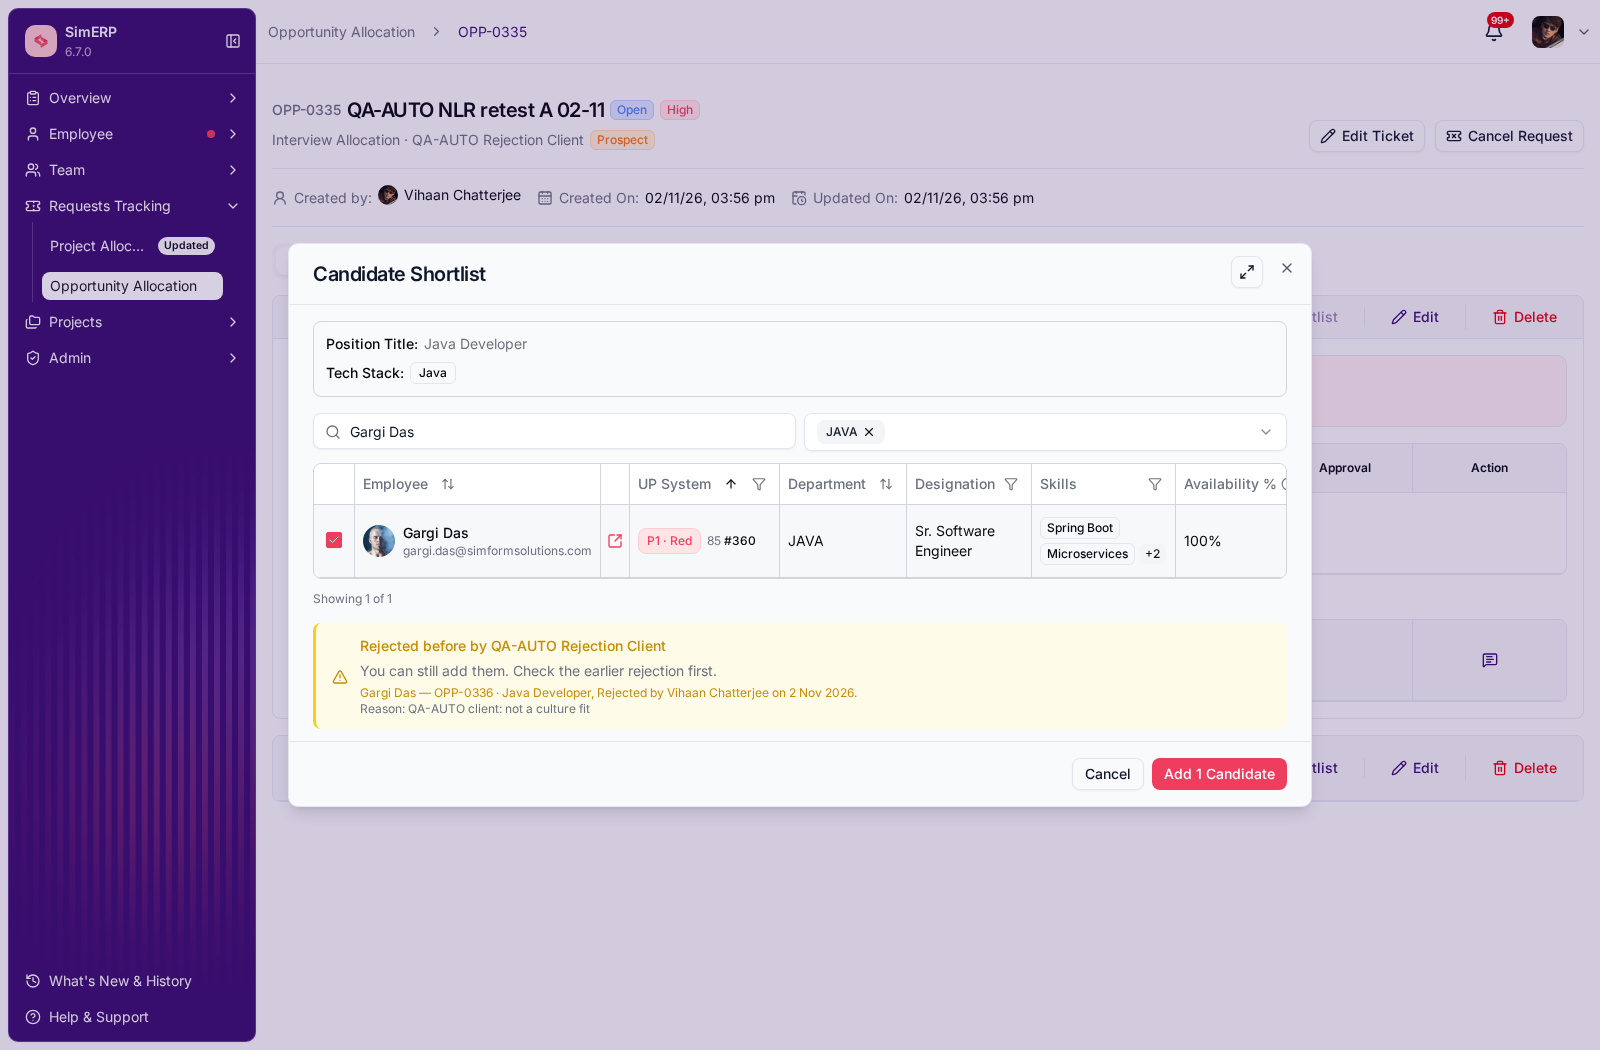 SimERP
6.7.0
Overview
Employee
Team
Requests Tracking
Project Alloc... Updated
Opportunity Allocation
Projects
Admin
What's New & History
Help & Support
Opportunity Allocation > OPP-0335
99+
OPP-0335 QA-AUTO NLR retest A 02-11 Open High
Interview Allocation · QA-AUTO Rejection Client Prospect
Edit Ticket Cancel Request
Created by: Vihaan Chatterjee Created On: 02/11/26, 03:56 pm Updated On: 02/11/26, 03:56 pm
tlist Edit Delete
Approval Action
tlist Edit Delete
Candidate Shortlist
Position Title: Java Developer
Tech Stack: Java
Gargi Das JAVA
Employee UP System Department Designation Skills Availability %
Gargi Das
gargi.das@simformsolutions.com
P1 · Red 85 #360
JAVA
Sr. Software
Engineer
Spring Boot
Microservices +2
100%
Showing 1 of 1
Rejected before by QA-AUTO Rejection Client
You can still add them. Check the earlier rejection first.
Gargi Das — OPP-0336 · Java Developer, Rejected by Vihaan Chatterjee on 2 Nov 2026.
Reason: QA-AUTO client: not a culture fit
Cancel Add 1 Candidate